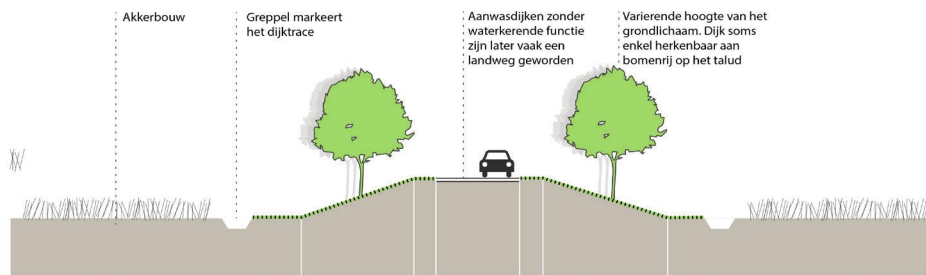 Akkerbouw
Greppel markeert
het dijktrace
Aanwasdijken zonder
waterkerende functie
zijn later vaak een
landweg geworden
Varierende hoogte van het
grondlichaam. Dijk soms
enkel herkenbaar aan
bomenrij op het talud